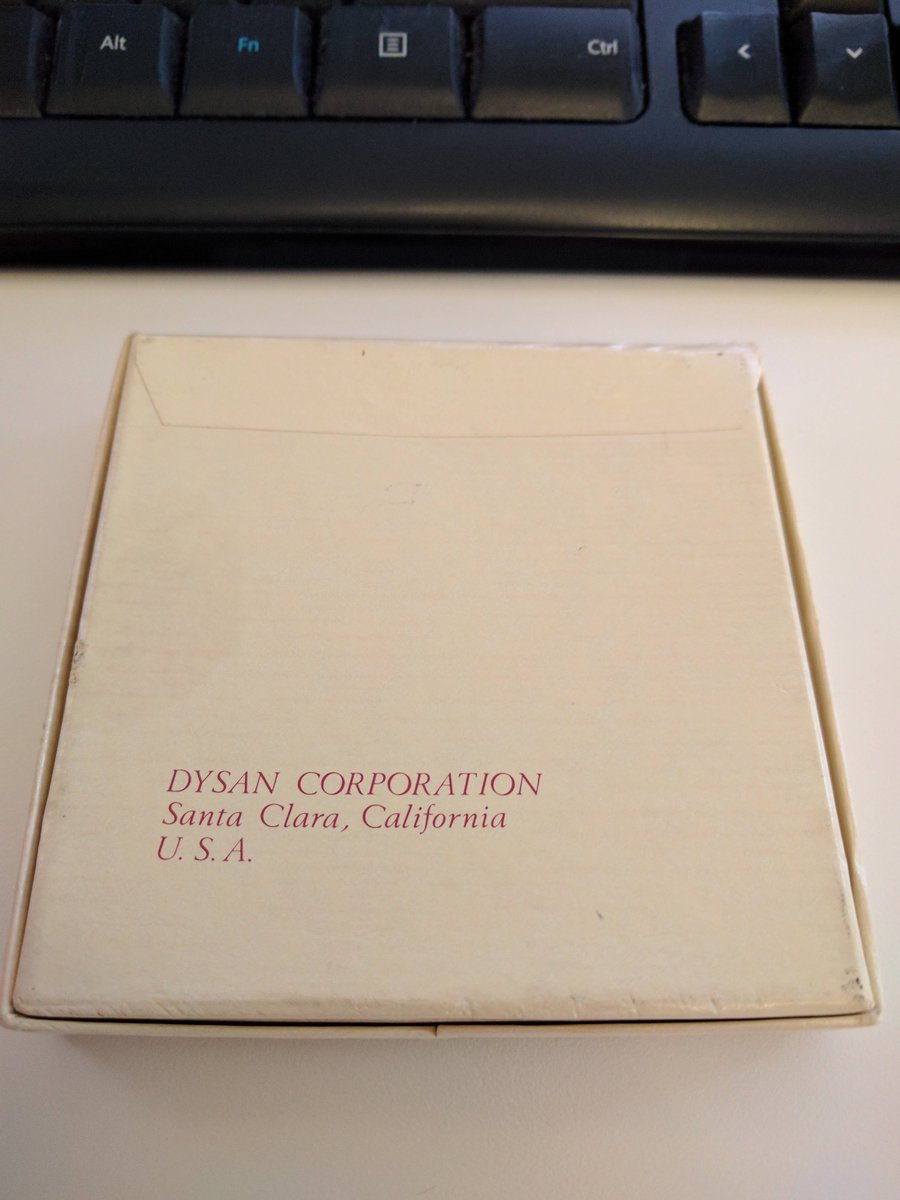 Alt Fn Ctrl
DYSAN CORPORATION
Santa Clara, California
U. S. A.